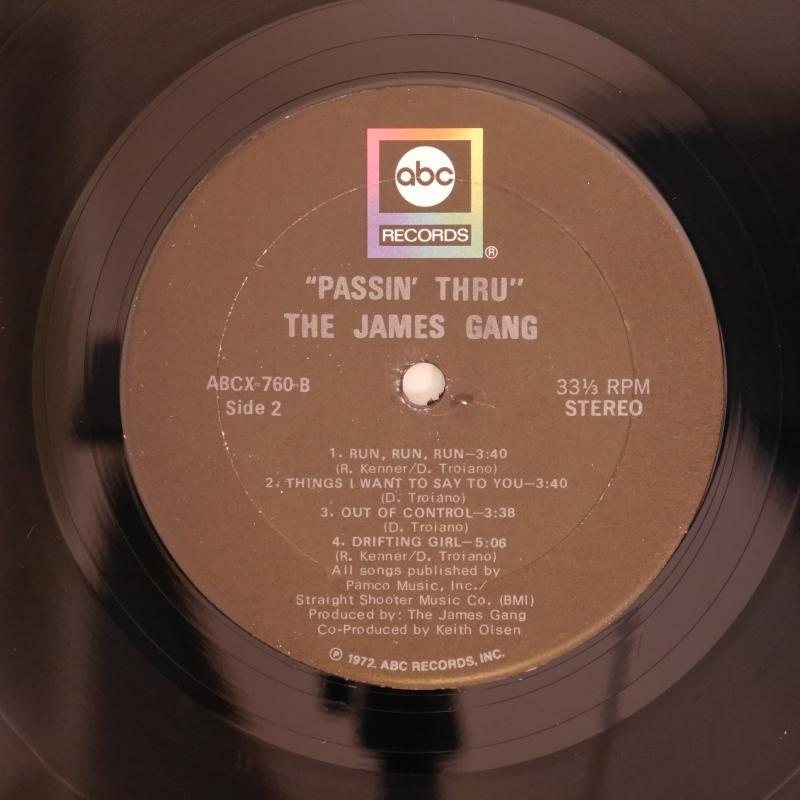 abc
RECORDS
®
"PASSIN' THRU"
THE JAMES GANG
ABCX-760-B
Side 2
33⅓ RPM
STEREO
1. RUN, RUN, RUN—3:40
(R. Kenner/D. Troiano)
2. THINGS I WANT TO SAY TO YOU—3:40
(D. Troiano)
3. OUT OF CONTROL—3:38
(D. Troiano)
4. DRIFTING GIRL—5:06
(R. Kenner/D. Troiano)
All songs published by
Pamco Music, Inc./
Straight Shooter Music Co. (BMI)
Produced by: The James Gang
Co-Produced by Keith Olsen
℗ 1972. ABC RECORDS, INC.